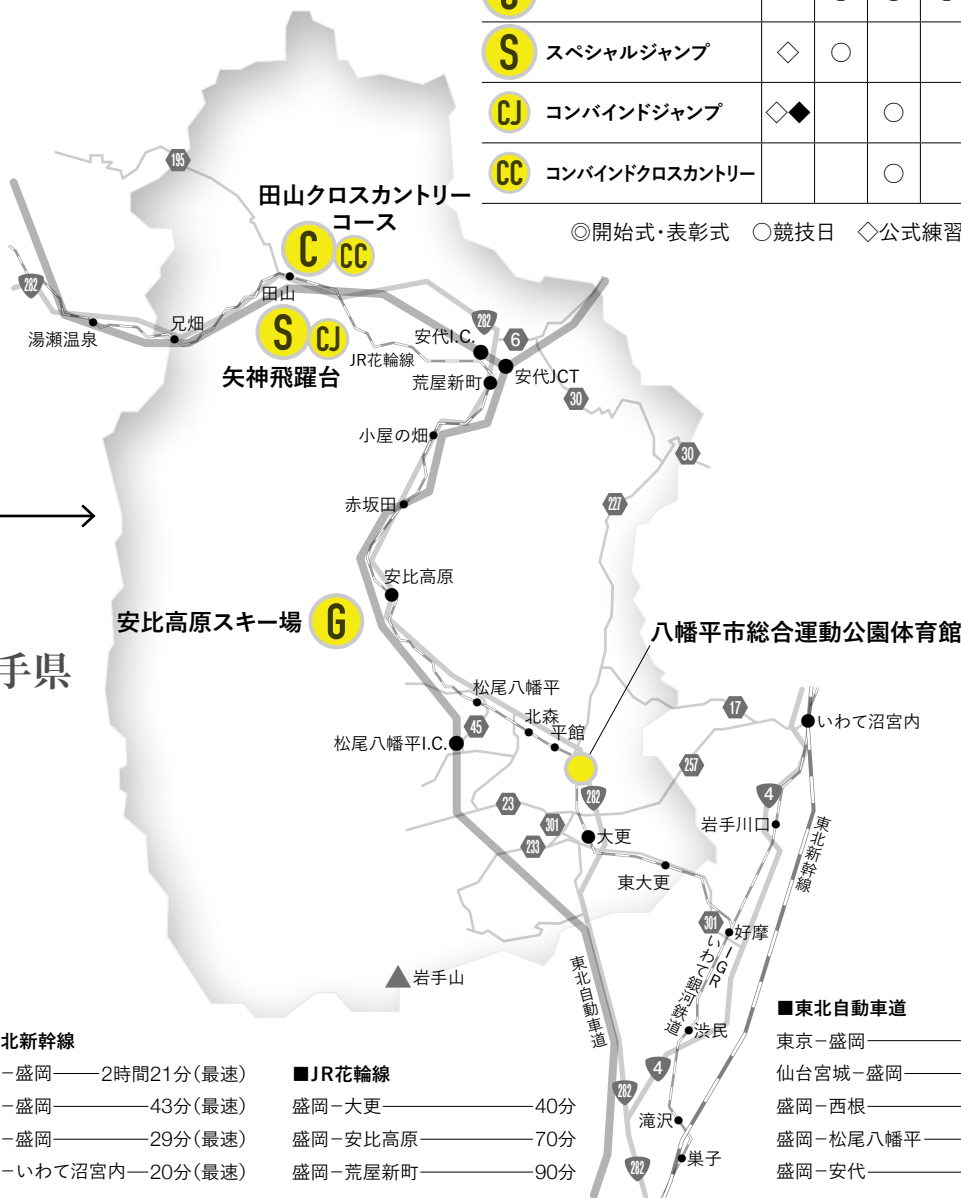 S スペシャルジャンプ ◇ ○
CJ コンバインドジャンプ ◇◆ ○
CC コンバインドクロスカントリー ○
◎開始式・表彰式 ○競技日 ◇公式練習
195
田山クロスカントリー
コース
C CC
282
田山
湯瀬温泉
兄畑
S CJ
矢神飛躍台
JR花輪線
安代I.C.
282
6
荒屋新町
安代JCT
30
小屋の畑
30
赤坂田
227
安比高原
安比高原スキー場 G
八幡平市総合運動公園体育館
手県
松尾八幡平
45
北森
平館
17
いわて沼宮内
松尾八幡平I.C.
257
282
4
23
301
岩手川口
233
大更
東北新幹線
東大更
301
好摩
IGR
いわて銀河鉄道
岩手山
東北自動車道
渋民
4
282
滝沢
巣子
282
北新幹線
−盛岡――2時間21分(最速)
−盛岡――43分(最速)
−盛岡――29分(最速)
−いわて沼宮内―20分(最速)
■JR花輪線
盛岡−大更――40分
盛岡−安比高原――70分
盛岡−荒屋新町――90分
■東北自動車道
東京−盛岡――
仙台宮城−盛岡――
盛岡−西根――
盛岡−松尾八幡平――
盛岡−安代――